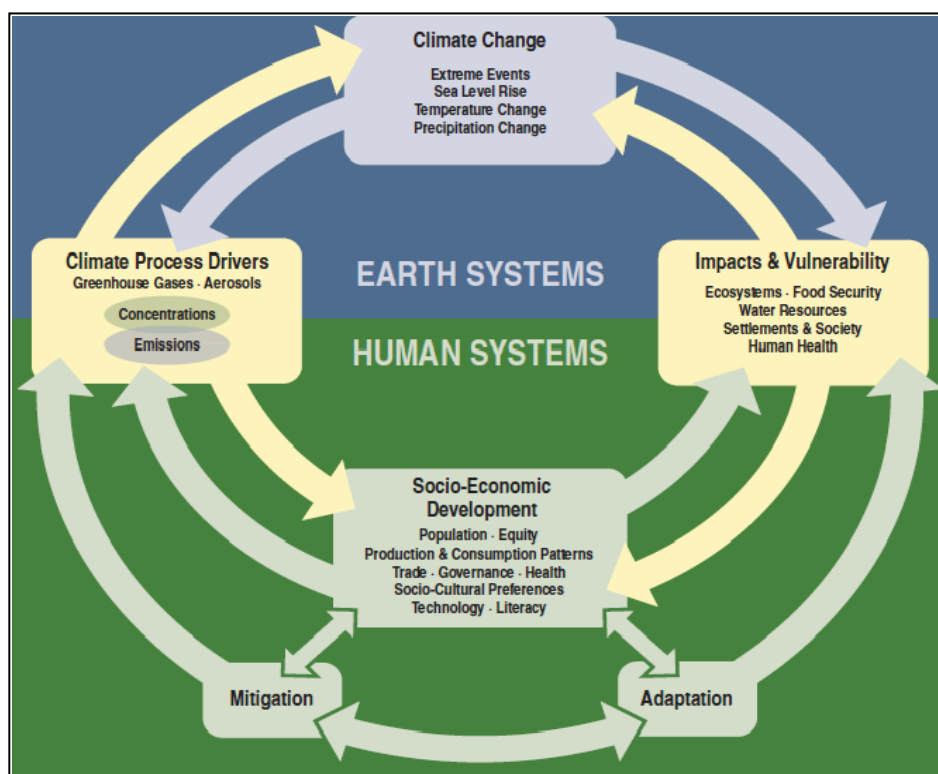 Climate Change
Extreme Events
Sea Level Rise
Temperature Change
Precipitation Change
Climate Process Drivers
Greenhouse Gases · Aerosols
Concentrations
Emissions
EARTH SYSTEMS
HUMAN SYSTEMS
Impacts & Vulnerability
Ecosystems · Food Security
Water Resources
Settlements & Society
Human Health
Socio-Economic
Development
Population · Equity
Production & Consumption Patterns
Trade · Governance · Health
Socio-Cultural Preferences
Technology · Literacy
Mitigation
Adaptation